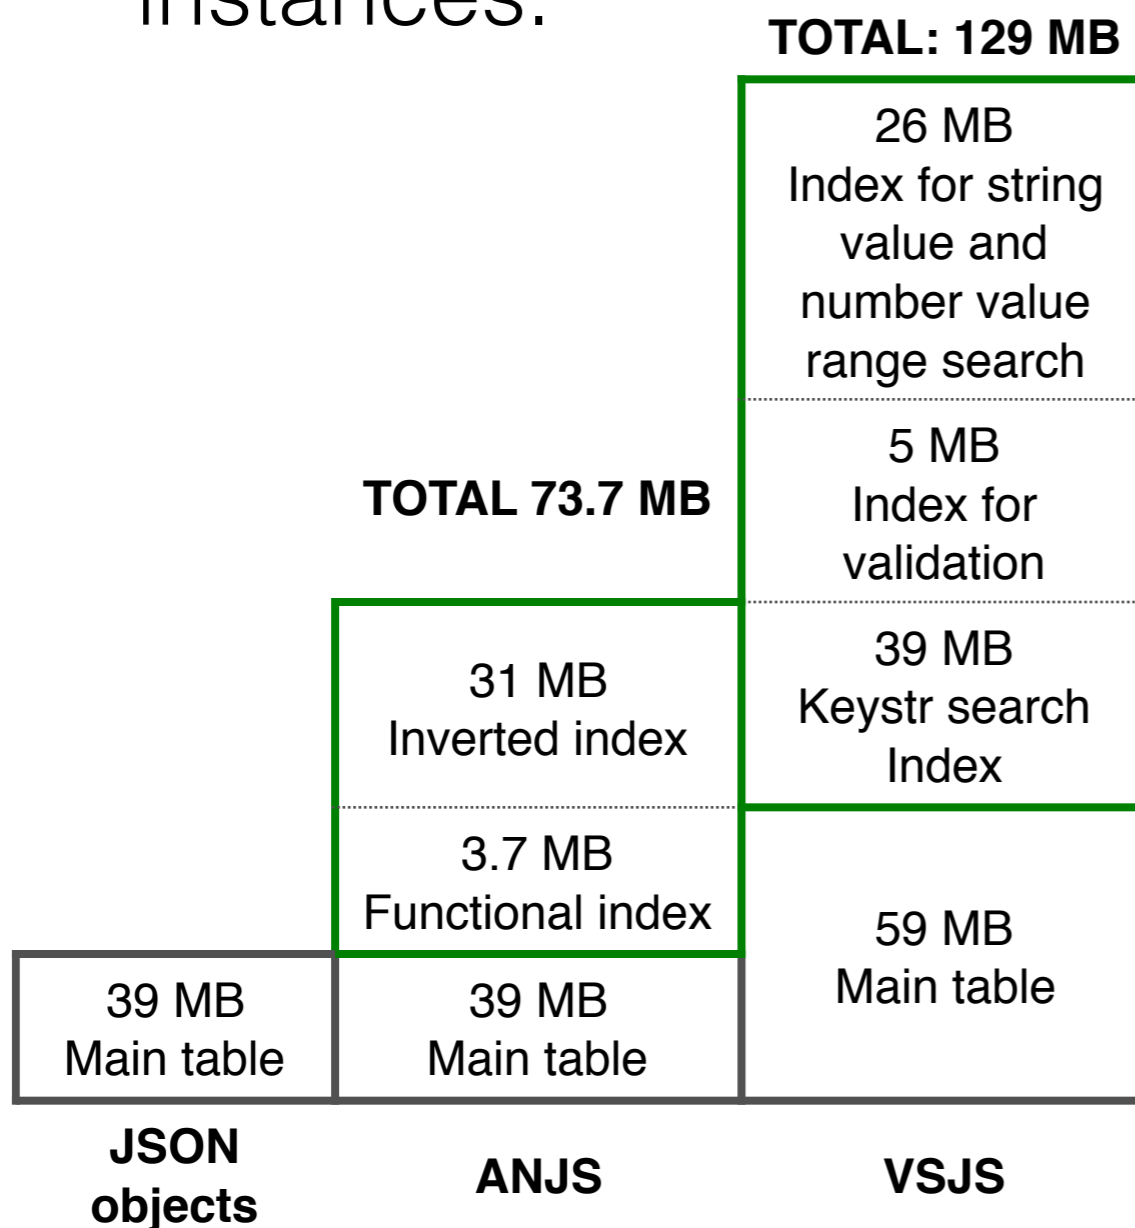 instances:
TOTAL: 129 MB
26 MB
Index for string
value and
number value
range search
5 MB
Index for
validation
39 MB
Keystr search
Index
59 MB
Main table
TOTAL 73.7 MB
31 MB
Inverted index
3.7 MB
Functional index
39 MB
Main table
39 MB
Main table
JSON
objects
ANJS
VSJS